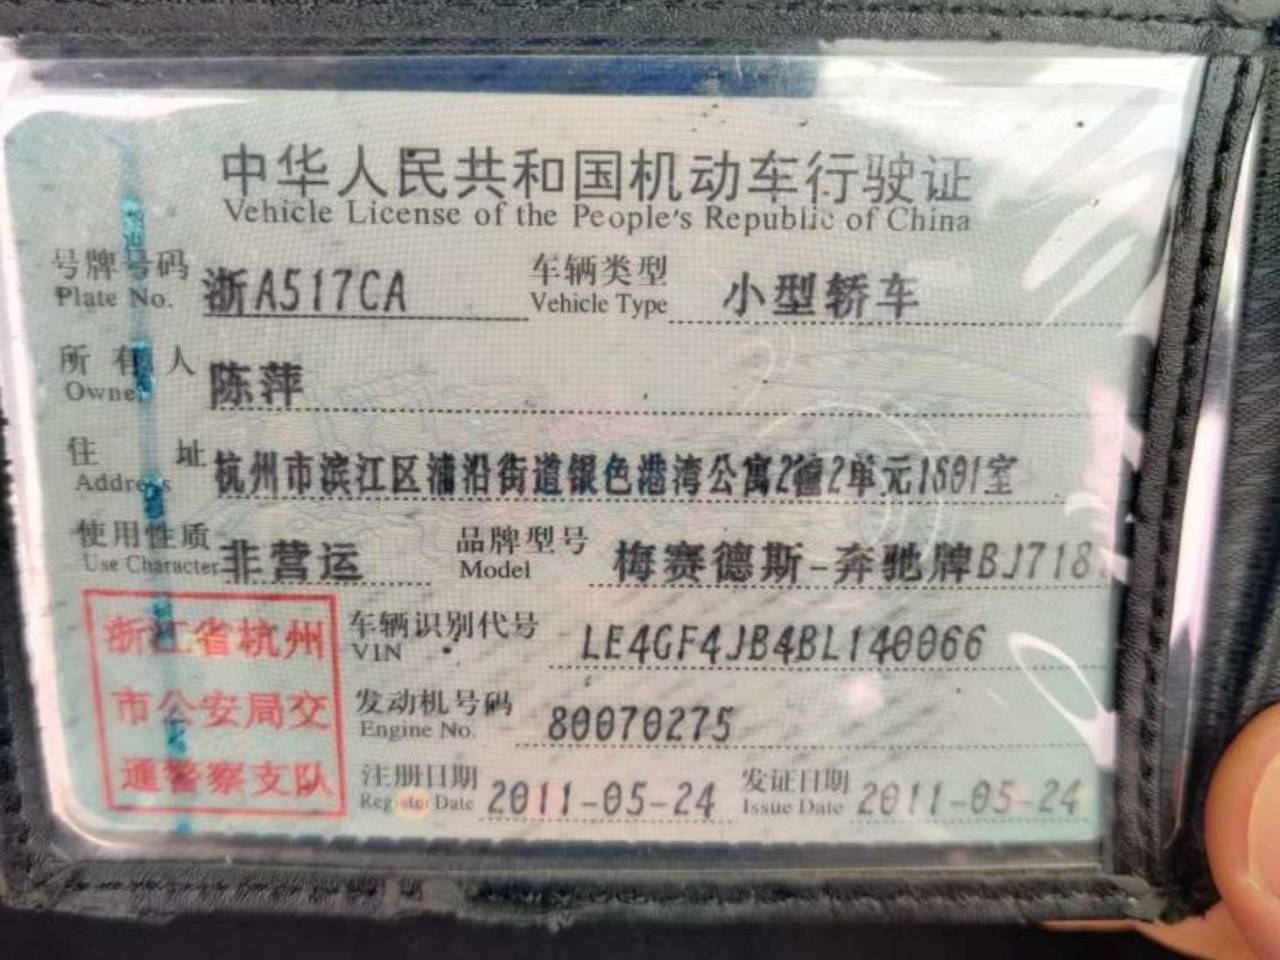 中华人民共和国机动车行驶证
Vehicle License of the People's Republic of China
号牌号码 浙A517CA 车辆类型 小型轿车
Plate No. Vehicle Type
所有人 陈萍
Owner
住址 杭州市滨江区浦沿街道银色港湾公寓2幢2单元1601室
Address
使用性质 非营运 品牌型号 梅赛德斯-奔驰牌BJ718
Use Character Model
浙江省杭州
市公安局交
通警察支队
车辆识别代号 LE4GF4JB4BL140066
VIN
发动机号码 80070275
Engine No.
注册日期 2011-05-24 发证日期 2011-05-24
Register Date Issue Date